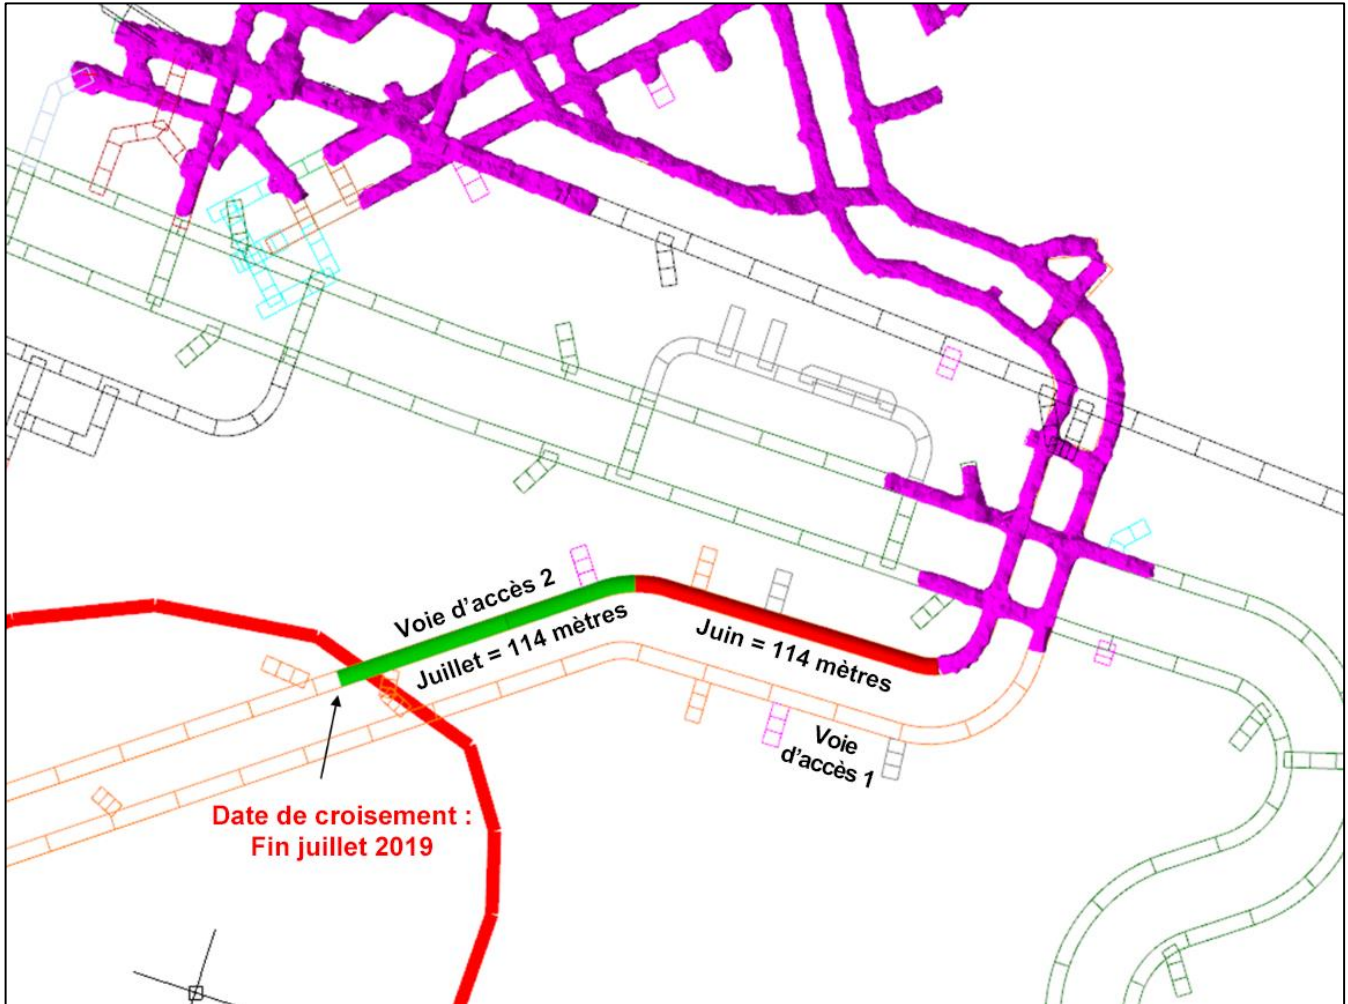 Voie d'accès 2
Juillet = 114 mètres
Juin = 114 mètres
Voie
d'accès 1
Date de croisement :
Fin juillet 2019